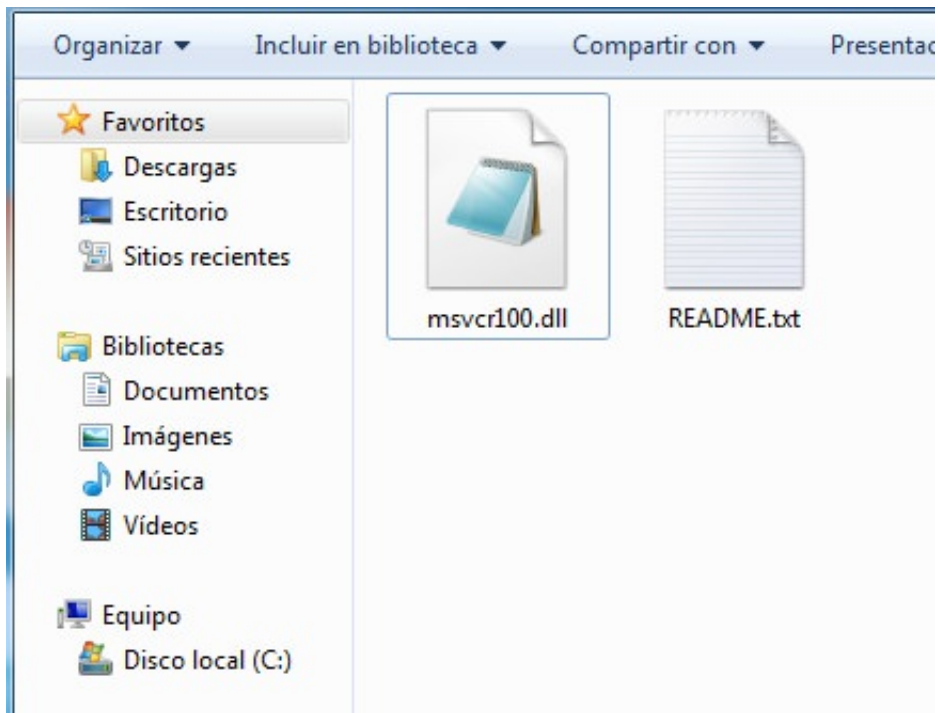 Organizar Incluir en biblioteca Compartir con
Favoritos
Descargas
Escritorio
Sitios recientes
Bibliotecas
Documentos
Imágenes
Música
Vídeos
Equipo
Disco local (C:)
msvcr100.dll README.txt